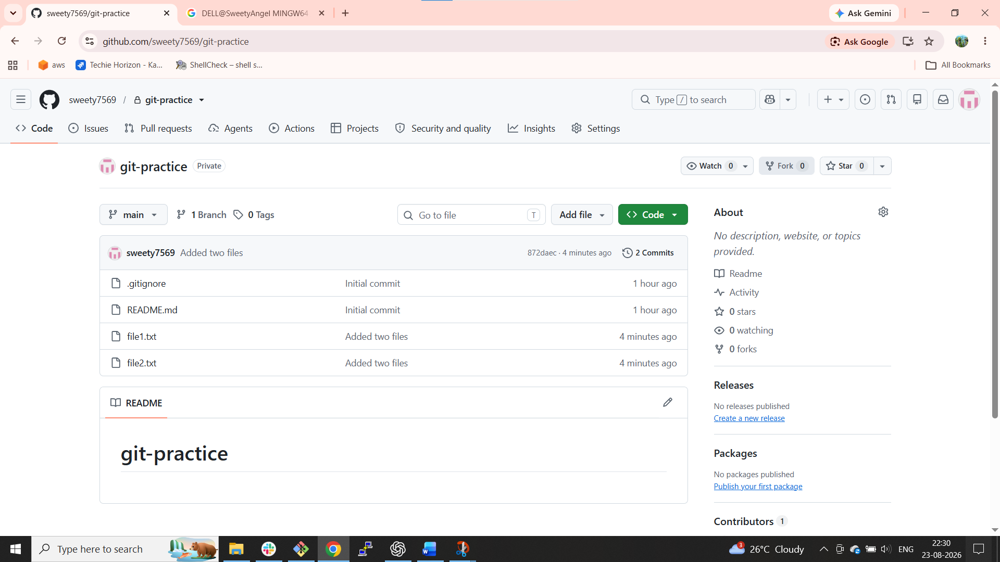 sweety7569/git-practice
DELL@SweetyAngel MINGW64
Ask Gemini
github.com/sweety7569/git-practice
Ask Google
aws
Techie Horizon - Ka...
ShellCheck – shell s...
All Bookmarks
sweety7569 / git-practice
Type / to search
Code
Issues
Pull requests
Agents
Actions
Projects
Security and quality
Insights
Settings
git-practice Private
Watch 0
Fork 0
Star 0
main
1 Branch
0 Tags
Go to file T
Add file
Code
sweety7569 Added two files 872daec · 4 minutes ago 2 Commits
.gitignore Initial commit 1 hour ago
README.md Initial commit 1 hour ago
file1.txt Added two files 4 minutes ago
file2.txt Added two files 4 minutes ago
README
git-practice
About
No description, website, or topics
provided.
Readme
Activity
0 stars
0 watching
0 forks
Releases
No releases published
Create a new release
Packages
No packages published
Publish your first package
Contributors 1
Type here to search
3
26°C Cloudy
ENG
22:30
23-08-2026